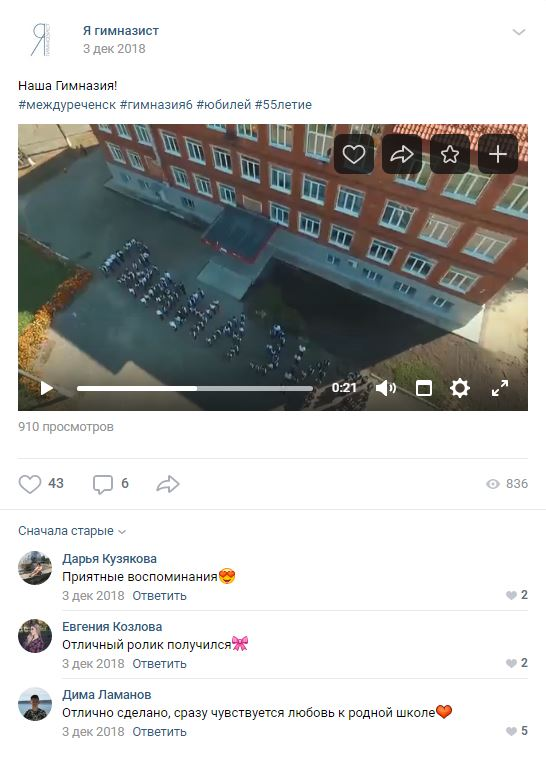 Я гимназист
3 дек 2018
Наша Гимназия!
#междуреченск #гимназия6 #юбилей #55летие
0:21
910 просмотров
43
6
836
Сначала старые
Дарья Кузякова
Приятные воспоминания😍
3 дек 2018 Ответить
2
Евгения Козлова
Отличный ролик получился🎀
3 дек 2018 Ответить
2
Дима Ламанов
Отлично сделано, сразу чувствуется любовь к родной школе❤
3 дек 2018 Ответить
5